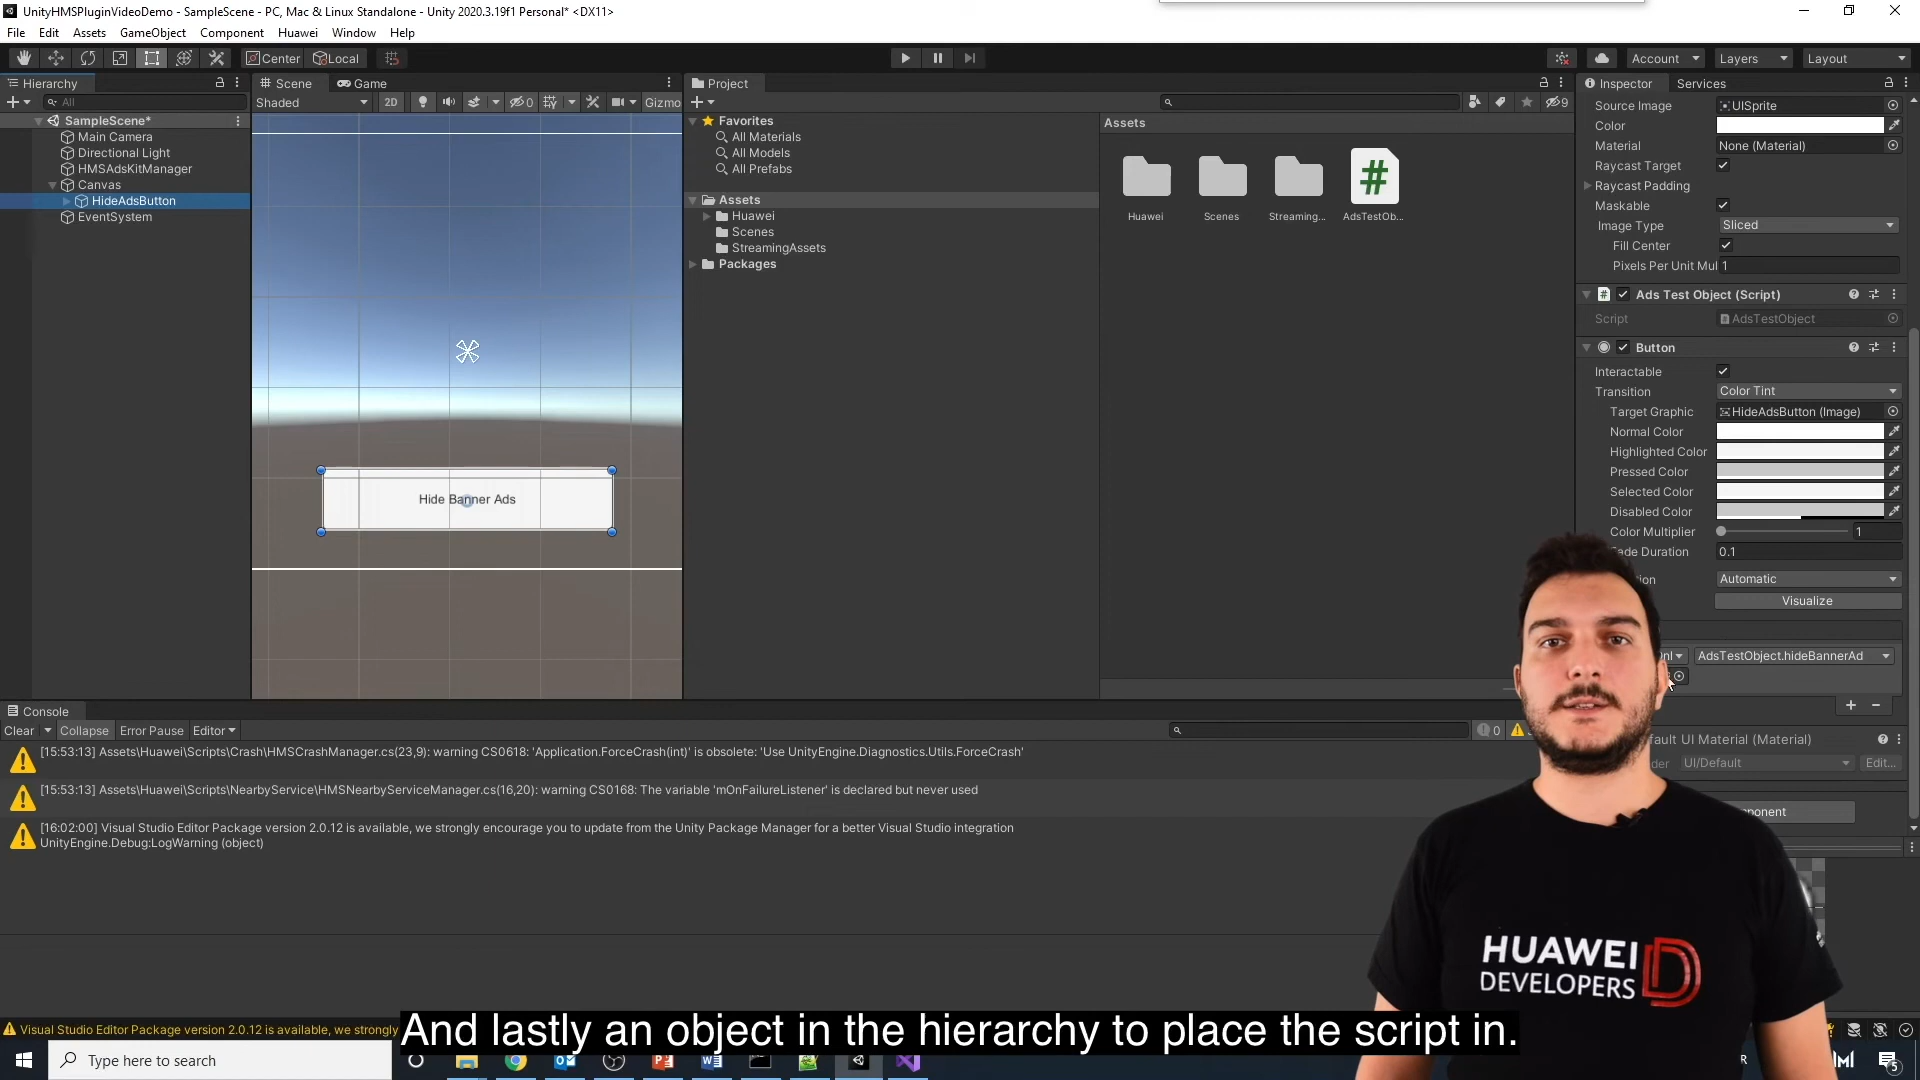 UnityHMSPluginVideoDemo - SampleScene - PC, Mac & Linux Standalone - Unity 2020.3.19f1 Personal* <DX11>
File Edit Assets GameObject Component Huawei Window Help
Center Local
Account Layers Layout
Hierarchy
All
SampleScene*
Main Camera
Directional Light
HMSAdsKitManager
Canvas
HideAdsButton
EventSystem
Scene Game
Shaded 2D 0 Gizmo
Hide Banner Ads
Project
9
Favorites
All Materials
All Models
All Prefabs
Assets
Huawei
Scenes
StreamingAssets
Packages
Assets
Huawei Scenes Streaming... AdsTestOb...
Inspector Services
Source Image UISprite
Color
Material None (Material)
Raycast Target
Raycast Padding
Maskable
Image Type Sliced
Fill Center
Pixels Per Unit Mul 1
# Ads Test Object (Script)
Script AdsTestObject
Button
Interactable
Transition Color Tint
Target Graphic HideAdsButton (Image)
Normal Color
Highlighted Color
Pressed Color
Selected Color
Disabled Color
Color Multiplier 1
ade Duration 0.1
ion Automatic
Visualize
AdsTestObject.hideBannerAd
+ −
fault UI Material (Material)
der UI/Default Edit...
ponent
Console
Clear Collapse Error Pause Editor 0
[15:53:13] Assets\Huawei\Scripts\Crash\HMSCrashManager.cs(23,9): warning CS0618: 'Application.ForceCrash(int)' is obsolete: 'Use UnityEngine.Diagnostics.Utils.ForceCrash'
[15:53:13] Assets\Huawei\Scripts\NearbyService\HMSNearbyServiceManager.cs(16,20): warning CS0168: The variable 'mOnFailureListener' is declared but never used
[16:02:00] Visual Studio Editor Package version 2.0.12 is available, we strongly encourage you to update from the Unity Package Manager for a better Visual Studio integration
UnityEngine.Debug:LogWarning (object)
HUAWEI
DEVELOPERS
Visual Studio Editor Package version 2.0.12 is available, we strongly
And lastly an object in the hierarchy to place the script in.
Type here to search
R
5